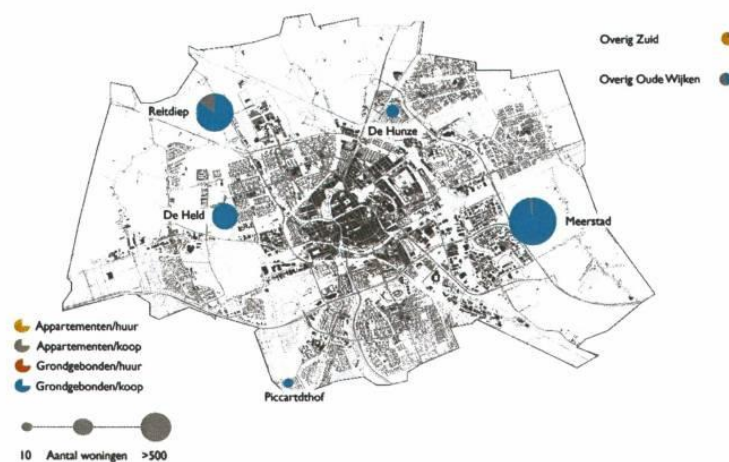 Overig Zuid
Overig Oude Wijken
Reitdiep
De Hunze
De Held
Meerstad
Appartementen/huur
Appartementen/koop
Grondgebonden/huur
Grondgebonden/koop
Piccardthof
10 Aantal woningen >500